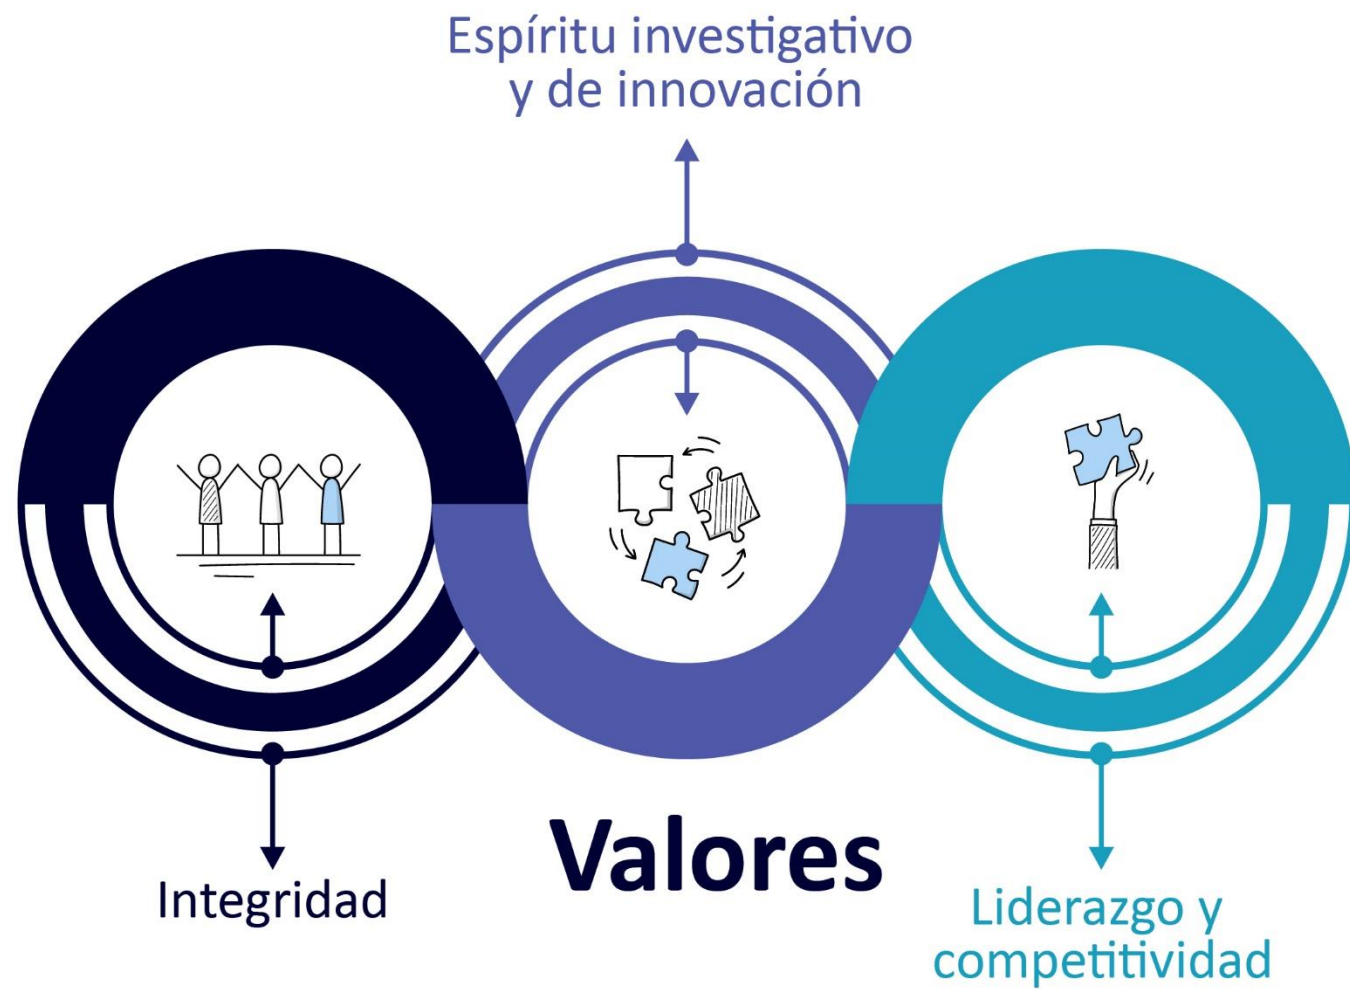 Espíritu investigativo
y de innovación
Valores
Integridad
Liderazgo y
competitividad